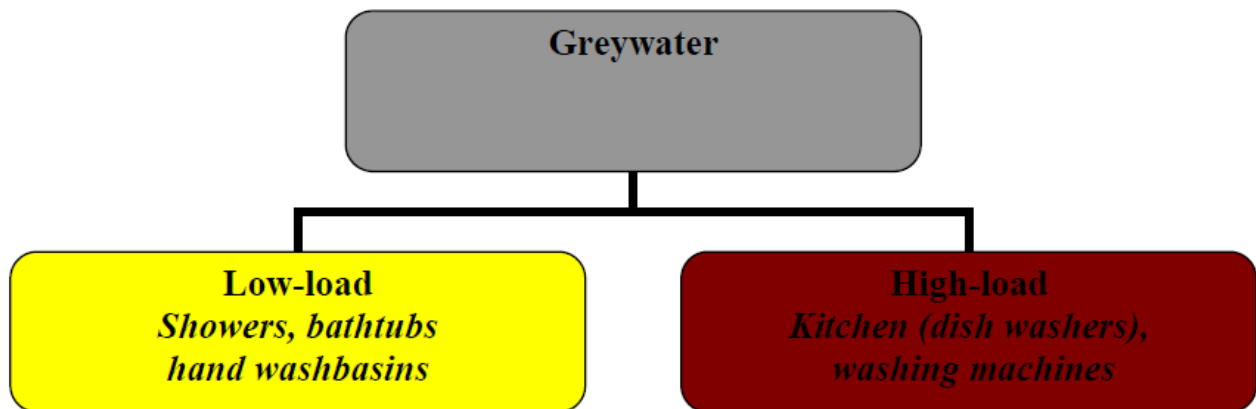 Greywater
Low-load
Showers, bathtubs
hand washbasins
High-load
Kitchen (dish washers),
washing machines